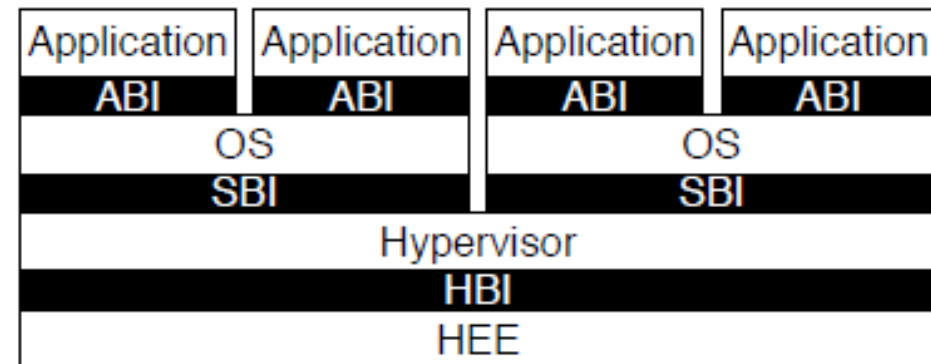 Application Application Application Application
ABI ABI ABI ABI
OS OS
SBI SBI
Hypervisor
HBI
HEE